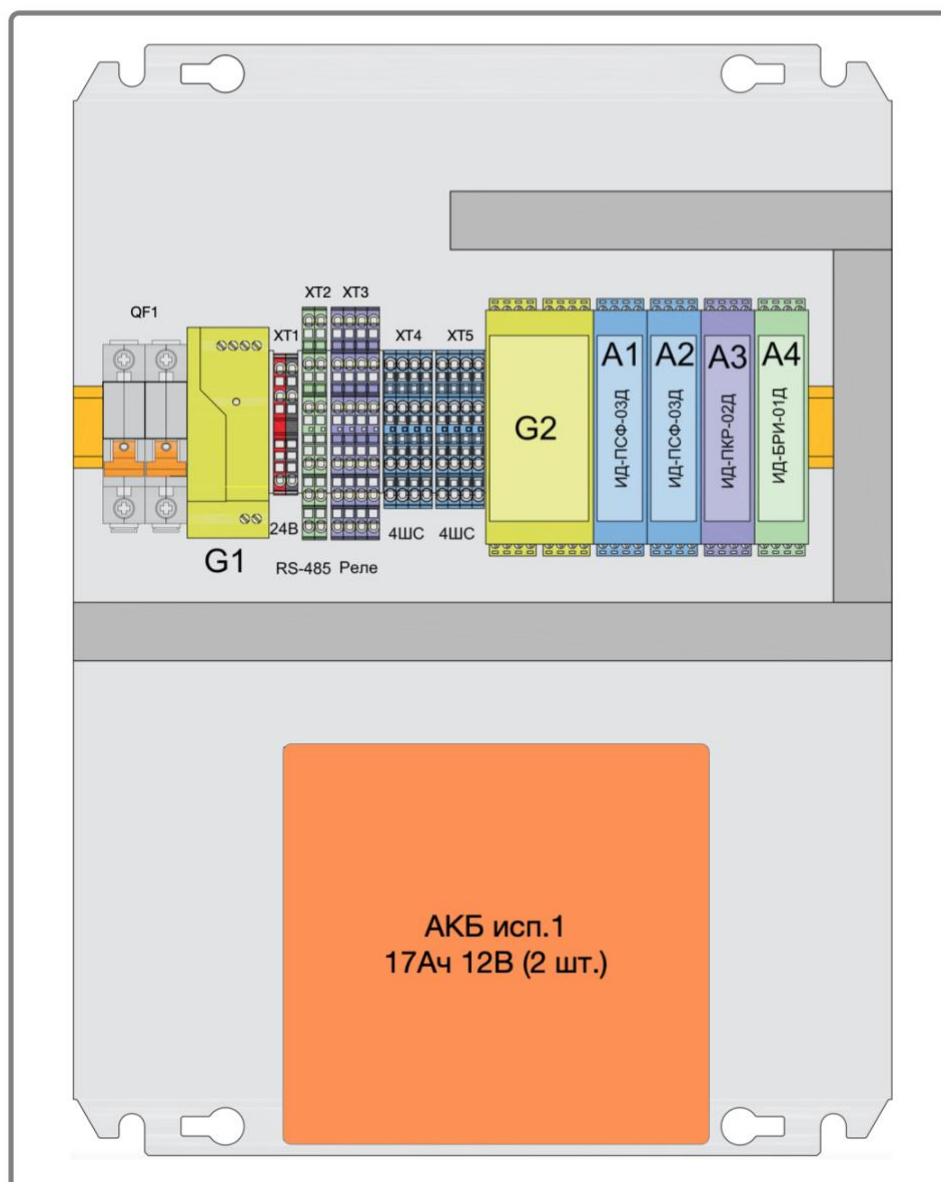 QF1
XT1
XT2
XT3
XT4
XT5
G1
24В
RS-485
Реле
4ШС
4ШС
G2
A1
ИД-ПСФ-03Д
A2
ИД-ПСФ-03Д
A3
ИД-ПКР-02Д
A4
ИД-БРИ-01Д
АКБ исп.1
17Ач 12В (2 шт.)